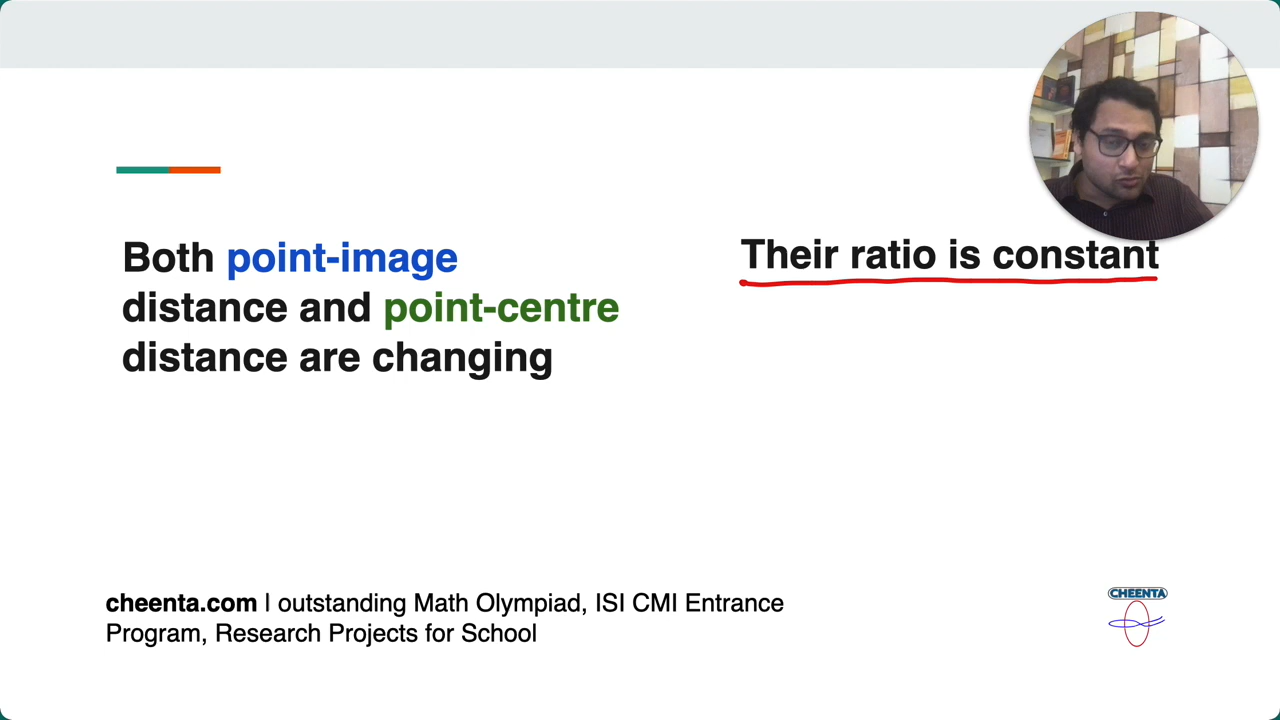 Both point-image
distance and point-centre
distance are changing
Their ratio is constant
cheenta.com | outstanding Math Olympiad, ISI CMI Entrance
Program, Research Projects for School
CHEENTA